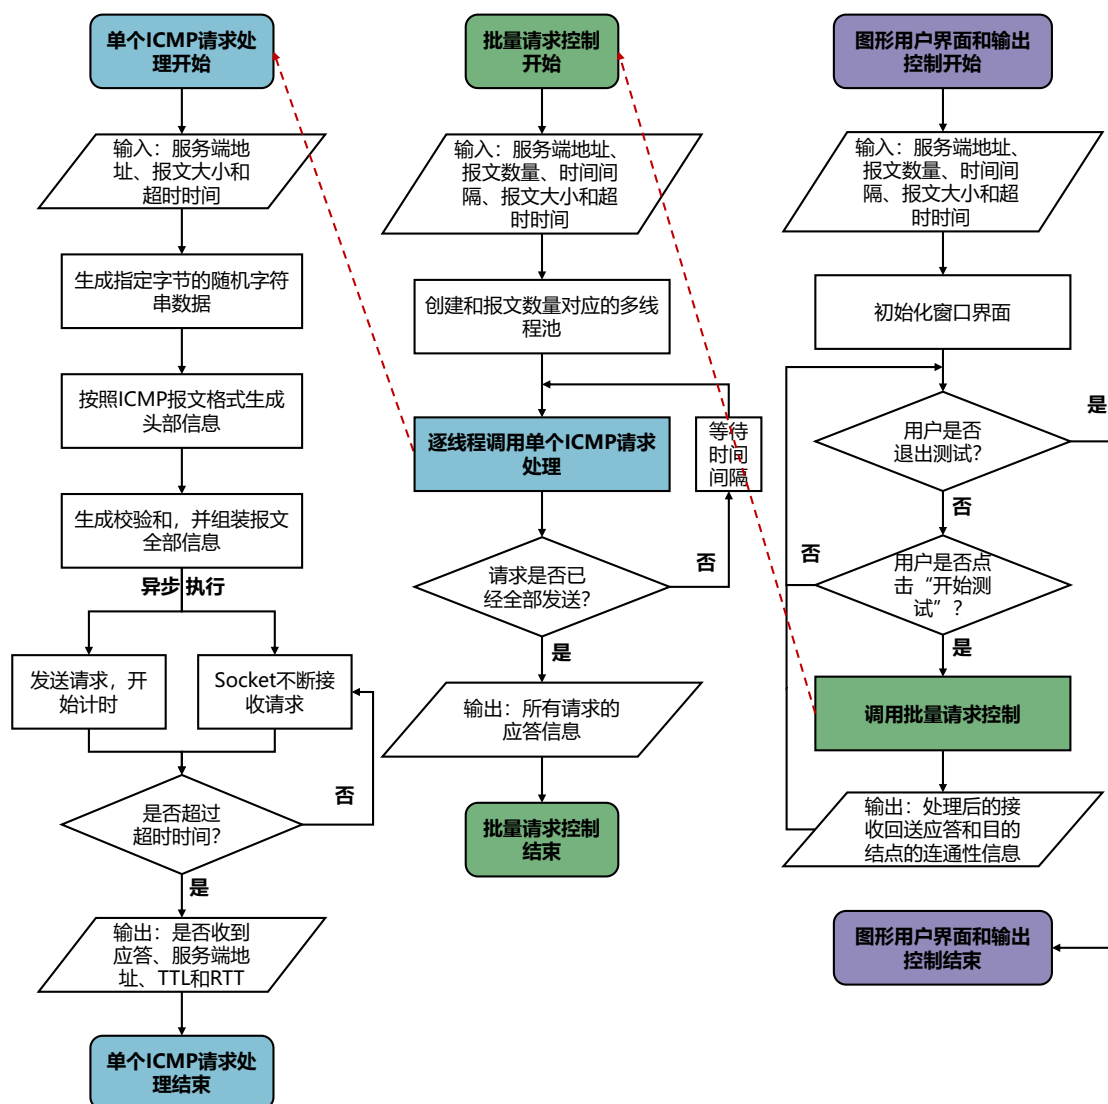 单个ICMP请求处
理开始
输入：服务端地
址、报文大小和
超时时间
生成指定字节的随机字符
串数据
按照ICMP报文格式生成
头部信息
生成校验和，并组装报文
全部信息
异步 执行
发送请求，开
始计时
Socket不断接
收请求
是否超过
超时时间？
否
是
输出：是否收到
应答、服务端地
址、TTL和RTT
单个ICMP请求处
理结束
批量请求控制
开始
输入：服务端地址、
报文数量、时间间
隔、报文大小和超
时时间
创建和报文数量对应的多线
程池
逐线程调用单个ICMP请求
处理
等待
时间
间隔
请求是否已
经全部发送？
否
是
输出：所有请求的
应答信息
批量请求控制
结束
图形用户界面和输出
控制开始
输入：服务端地址、
报文数量、时间间
隔、报文大小和超
时时间
初始化窗口界面
用户是否
退出测试？
是
否
用户是否点
击“开始测
试”？
否
是
调用批量请求控制
输出：处理后的接
收回送应答和目的
结点的连通性信息
图形用户界面和输出
控制结束